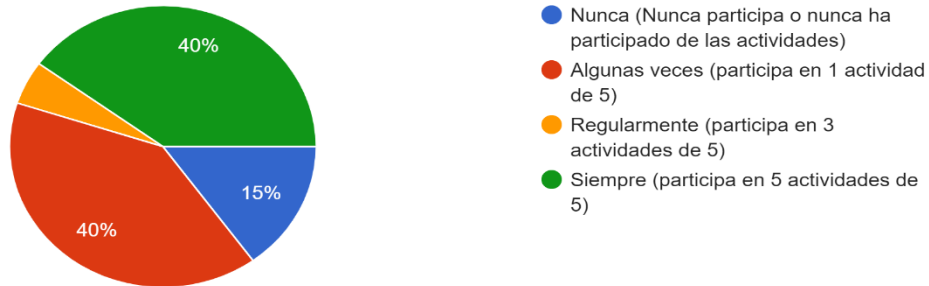 40%
15%
40%
Nunca (Nunca participa o nunca ha
participado de las actividades)
Algunas veces (participa en 1 actividad
de 5)
Regularmente (participa en 3
actividades de 5)
Siempre (participa en 5 actividades de
5)